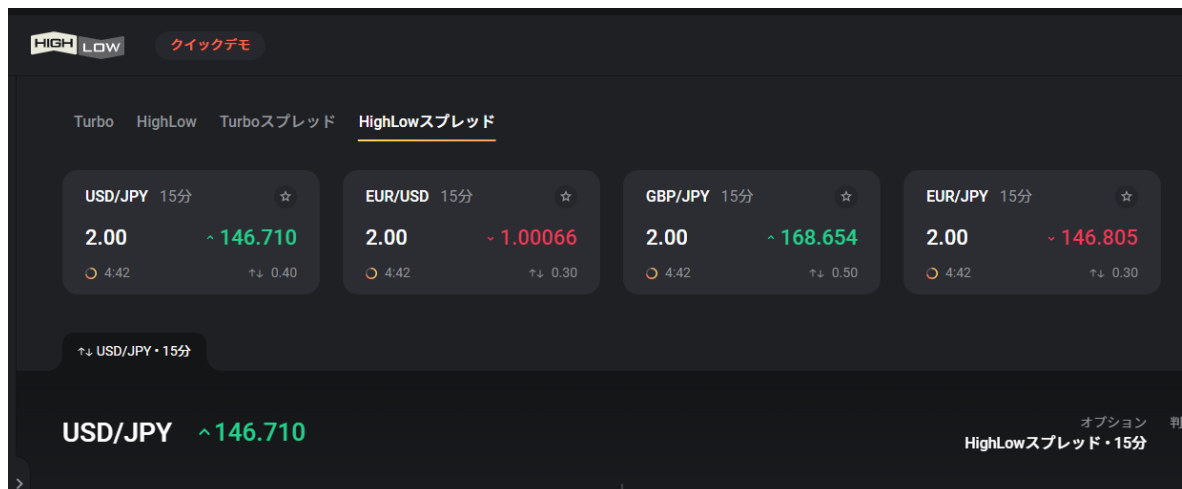 HIGH LOW クイックデモ
Turbo HighLow Turboスプレッド HighLowスプレッド
USD/JPY 15分
2.00 146.710
4:42 ↑↓ 0.40
EUR/USD 15分
2.00 1.00066
4:42 ↑↓ 0.30
GBP/JPY 15分
2.00 168.654
4:42 ↑↓ 0.50
EUR/JPY 15分
2.00 146.805
4:42 ↑↓ 0.30
↑↓ USD/JPY・15分
USD/JPY 146.710
オプション 判
HighLowスプレッド・15分